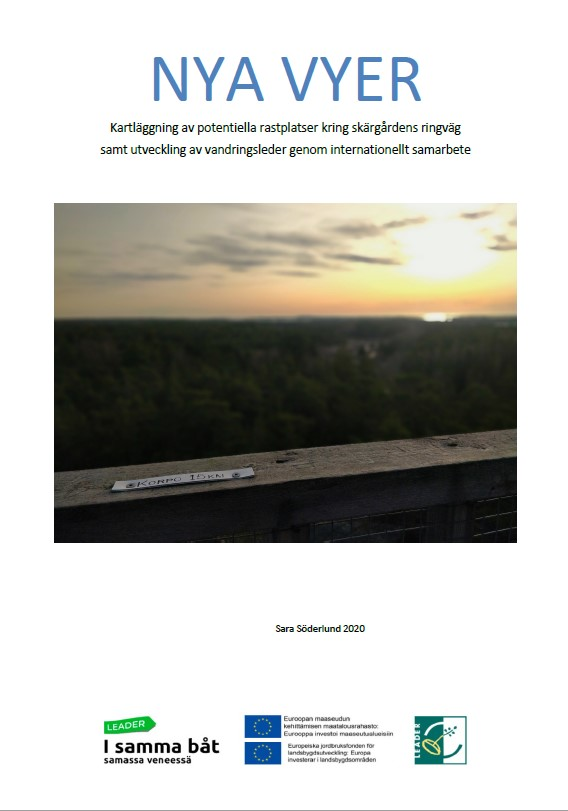 NYA VYER
Kartläggning av potentiella rastplatser kring skärgårdens ringväg
samt utveckling av vandringsleder genom internationellt samarbete
KORPO 15KM
Sara Söderlund 2020
LEADER
I samma båt
samassa veneessä
Euroopan maaseudun
kehittämisen maatalousrahasto:
Eurooppa investoi maaseutualueisiin
Europeiska jordbruksfonden för
landsbygdsutveckling: Europa
investerar i landsbygdsområden
LEADER